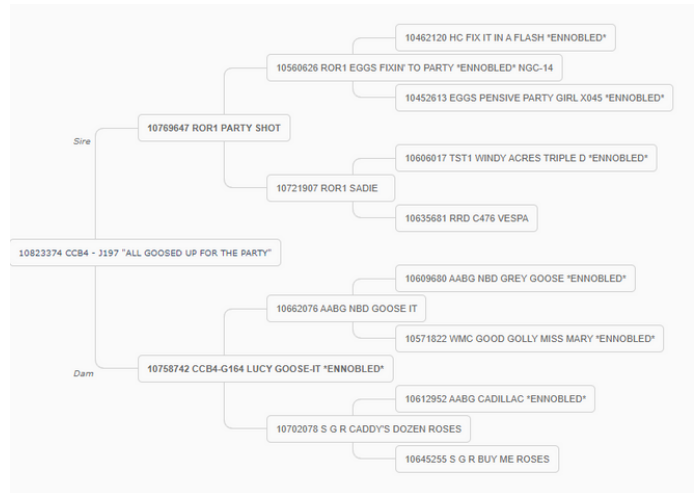 10462120 HC FIX IT IN A FLASH *ENNOBLED*
10560626 ROR1 EGGS FIXIN' TO PARTY *ENNOBLED* NGC-14
10452613 EGGS PENSIVE PARTY GIRL X045 *ENNOBLED*
10769647 ROR1 PARTY SHOT
Sire
10606017 TST1 WINDY ACRES TRIPLE D *ENNOBLED*
10721907 ROR1 SADIE
10635681 RRD C476 VESPA
10823374 CCB4 - J197 "ALL GOOSED UP FOR THE PARTY"
10609680 AABG NBD GREY GOOSE *ENNOBLED*
10662076 AABG NBD GOOSE IT
10571822 WMC GOOD GOLLY MISS MARY *ENNOBLED*
10758742 CCB4-G164 LUCY GOOSE-IT *ENNOBLED*
Dam
10612952 AABG CADILLAC *ENNOBLED*
10702078 S G R CADDY'S DOZEN ROSES
10645255 S G R BUY ME ROSES